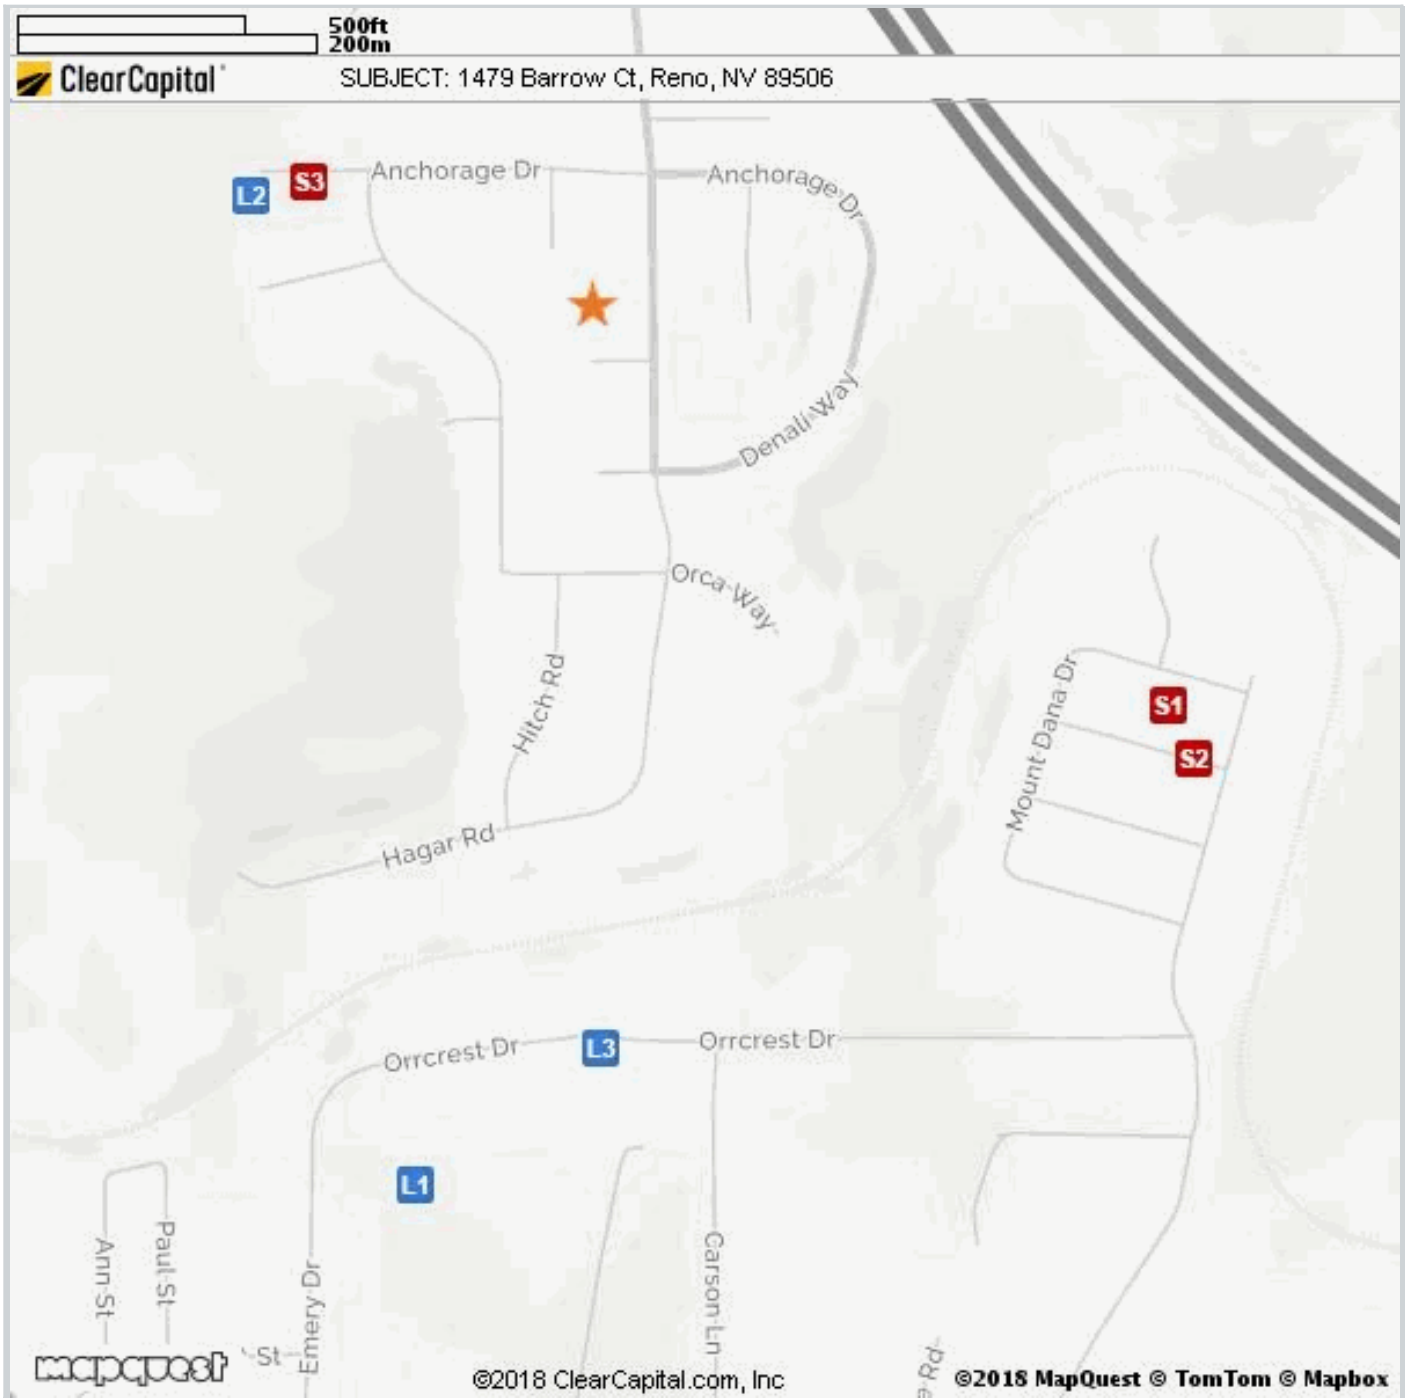 500ft
200m
ClearCapital
SUBJECT: 1479 Barrow Ct, Reno, NV 89506
Anchorage Dr
Anchorage Dr
L2
S3
Denali Way
Orca Way
Hitch Rd
Mount Dana Dr
S1
S2
Hagar Rd
Orrcrest Dr
L3
Orrcrest Dr
L1
Ann St
Paul St
Emery Dr
Carson Ln
St
e Rd
mapquest
©2018 ClearCapital.com, Inc
©2018 MapQuest © TomTom © Mapbox